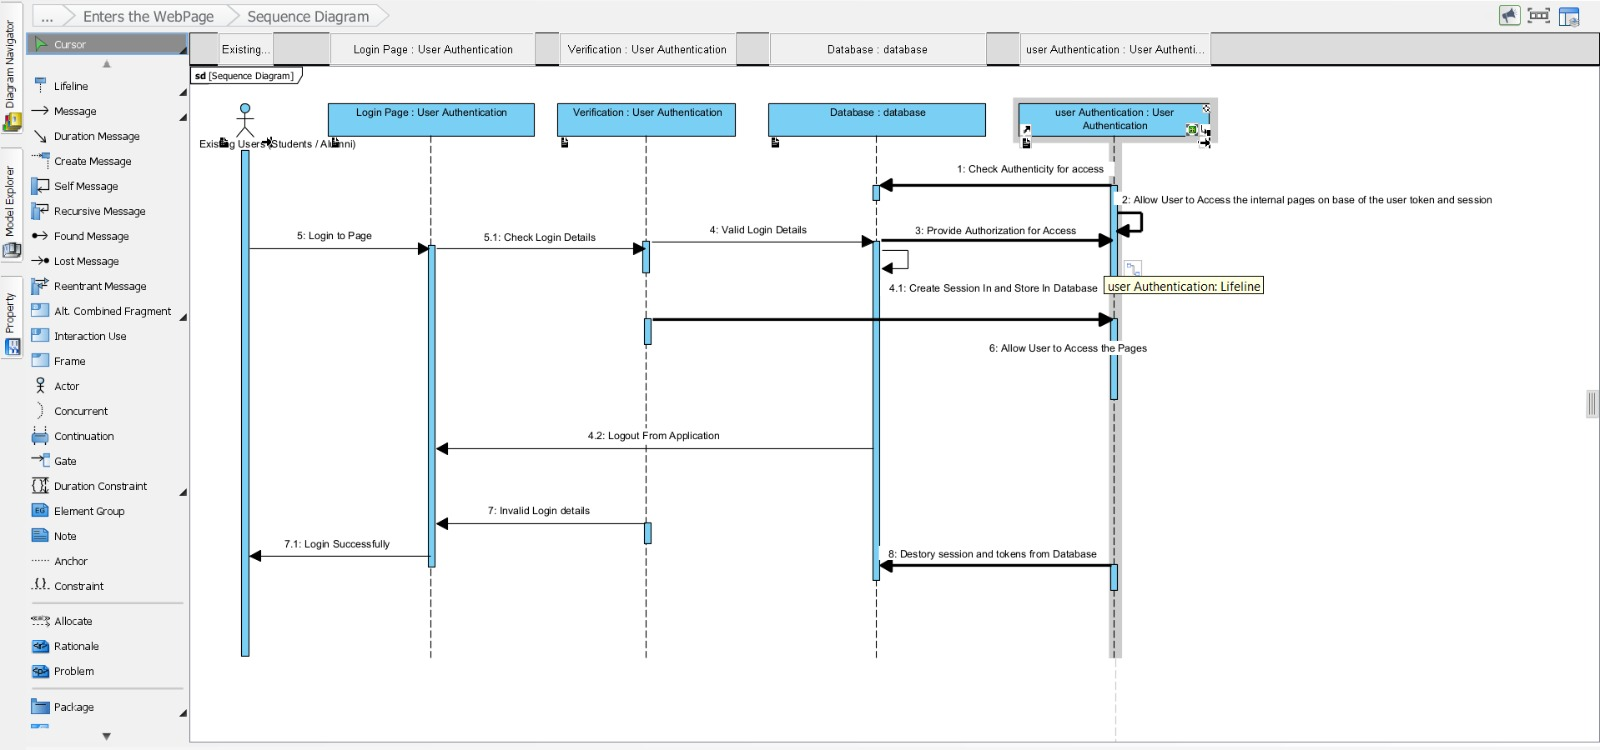 ...
Enters the WebPage
Sequence Diagram
Diagram Navigator
Model Explorer
Property
Cursor
Lifeline
Message
Duration Message
Create Message
Self Message
Recursive Message
Found Message
Lost Message
Reentrant Message
Alt. Combined Fragment
Interaction Use
Frame
Actor
Concurrent
Continuation
Gate
Duration Constraint
Element Group
Note
Anchor
Constraint
Allocate
Rationale
Problem
Package
Existing...
Login Page : User Authentication
Verification : User Authentication
Database : database
user Authentication : User Authenti...
sd [Sequence Diagram]
Login Page : User Authentication
Verification : User Authentication
Database : database
user Authentication : User
Authentication
Existing Users (Students / Alumni)
1: Check Authenticity for access
2: Allow User to Access the internal pages on base of the user token and session
5: Login to Page
5.1: Check Login Details
4: Valid Login Details
3: Provide Authorization for Access
4.1: Create Session In and Store In Database
user Authentication: Lifeline
6: Allow User to Access the Pages
4.2: Logout From Application
7: Invalid Login details
7.1: Login Successfully
8: Destory session and tokens from Database